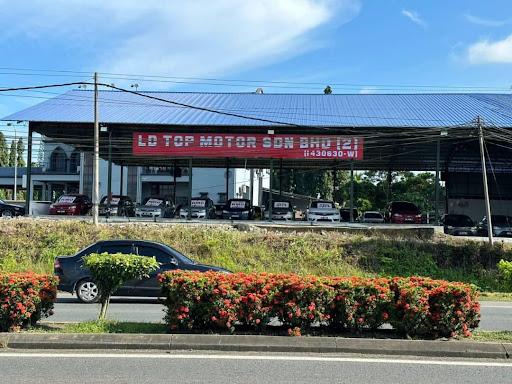 LD TOP MOTOR SDN BHD (2)
(1430630-W)